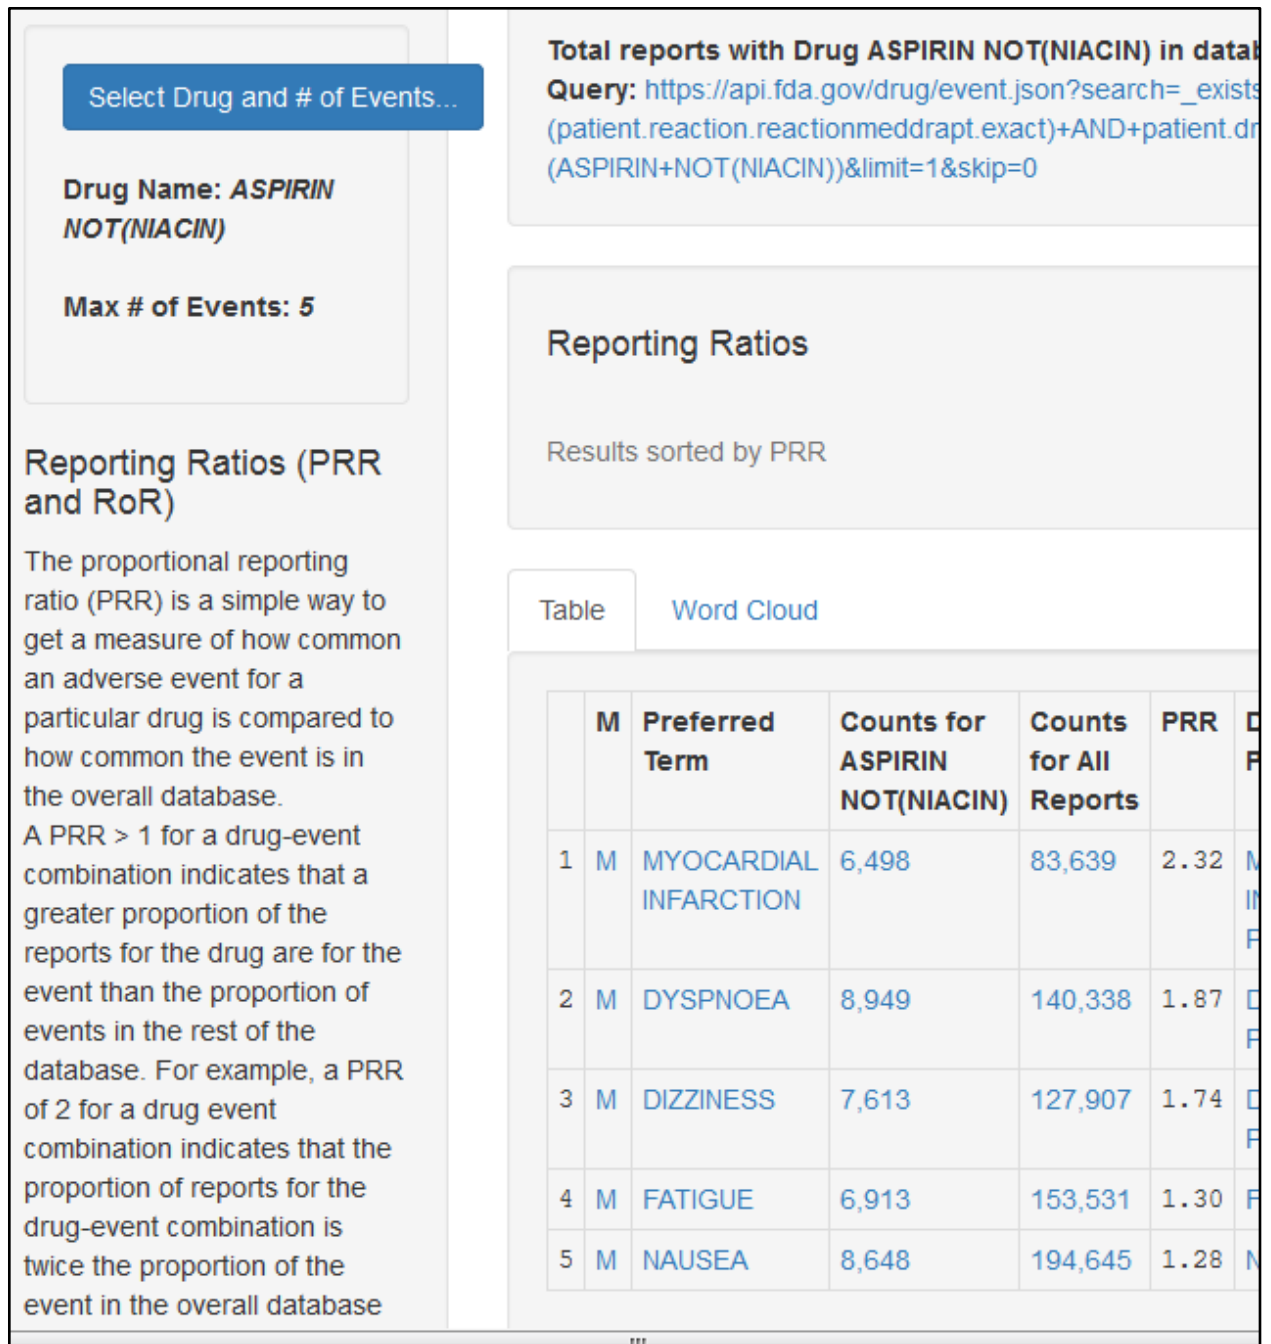 Select Drug and # of Events...
Drug Name: ASPIRIN
NOT(NIACIN)
Max # of Events: 5
Reporting Ratios (PRR
and RoR)
The proportional reporting
ratio (PRR) is a simple way to
get a measure of how common
an adverse event for a
particular drug is compared to
how common the event is in
the overall database.
A PRR > 1 for a drug-event
combination indicates that a
greater proportion of the
reports for the drug are for the
event than the proportion of
events in the rest of the
database. For example, a PRR
of 2 for a drug event
combination indicates that the
proportion of reports for the
drug-event combination is
twice the proportion of the
event in the overall database
Total reports with Drug ASPIRIN NOT(NIACIN) in
Query: https://api.fda.gov/drug/event.json?search=_exists
(patient.reaction.reactionmeddrapt.exact)+AND+patient.dr
(ASPIRIN+NOT(NIACIN))&limit=1&skip=0
Reporting Ratios
Results sorted by PRR
Table Word Cloud
M Preferred Term Counts for ASPIRIN NOT(NIACIN) Counts for All Reports PRR
1 M MYOCARDIAL INFARCTION 6,498 83,639 2.32
2 M DYSPNOEA 8,949 140,338 1.87
3 M DIZZINESS 7,613 127,907 1.74
4 M FATIGUE 6,913 153,531 1.30
5 M NAUSEA 8,648 194,645 1.28